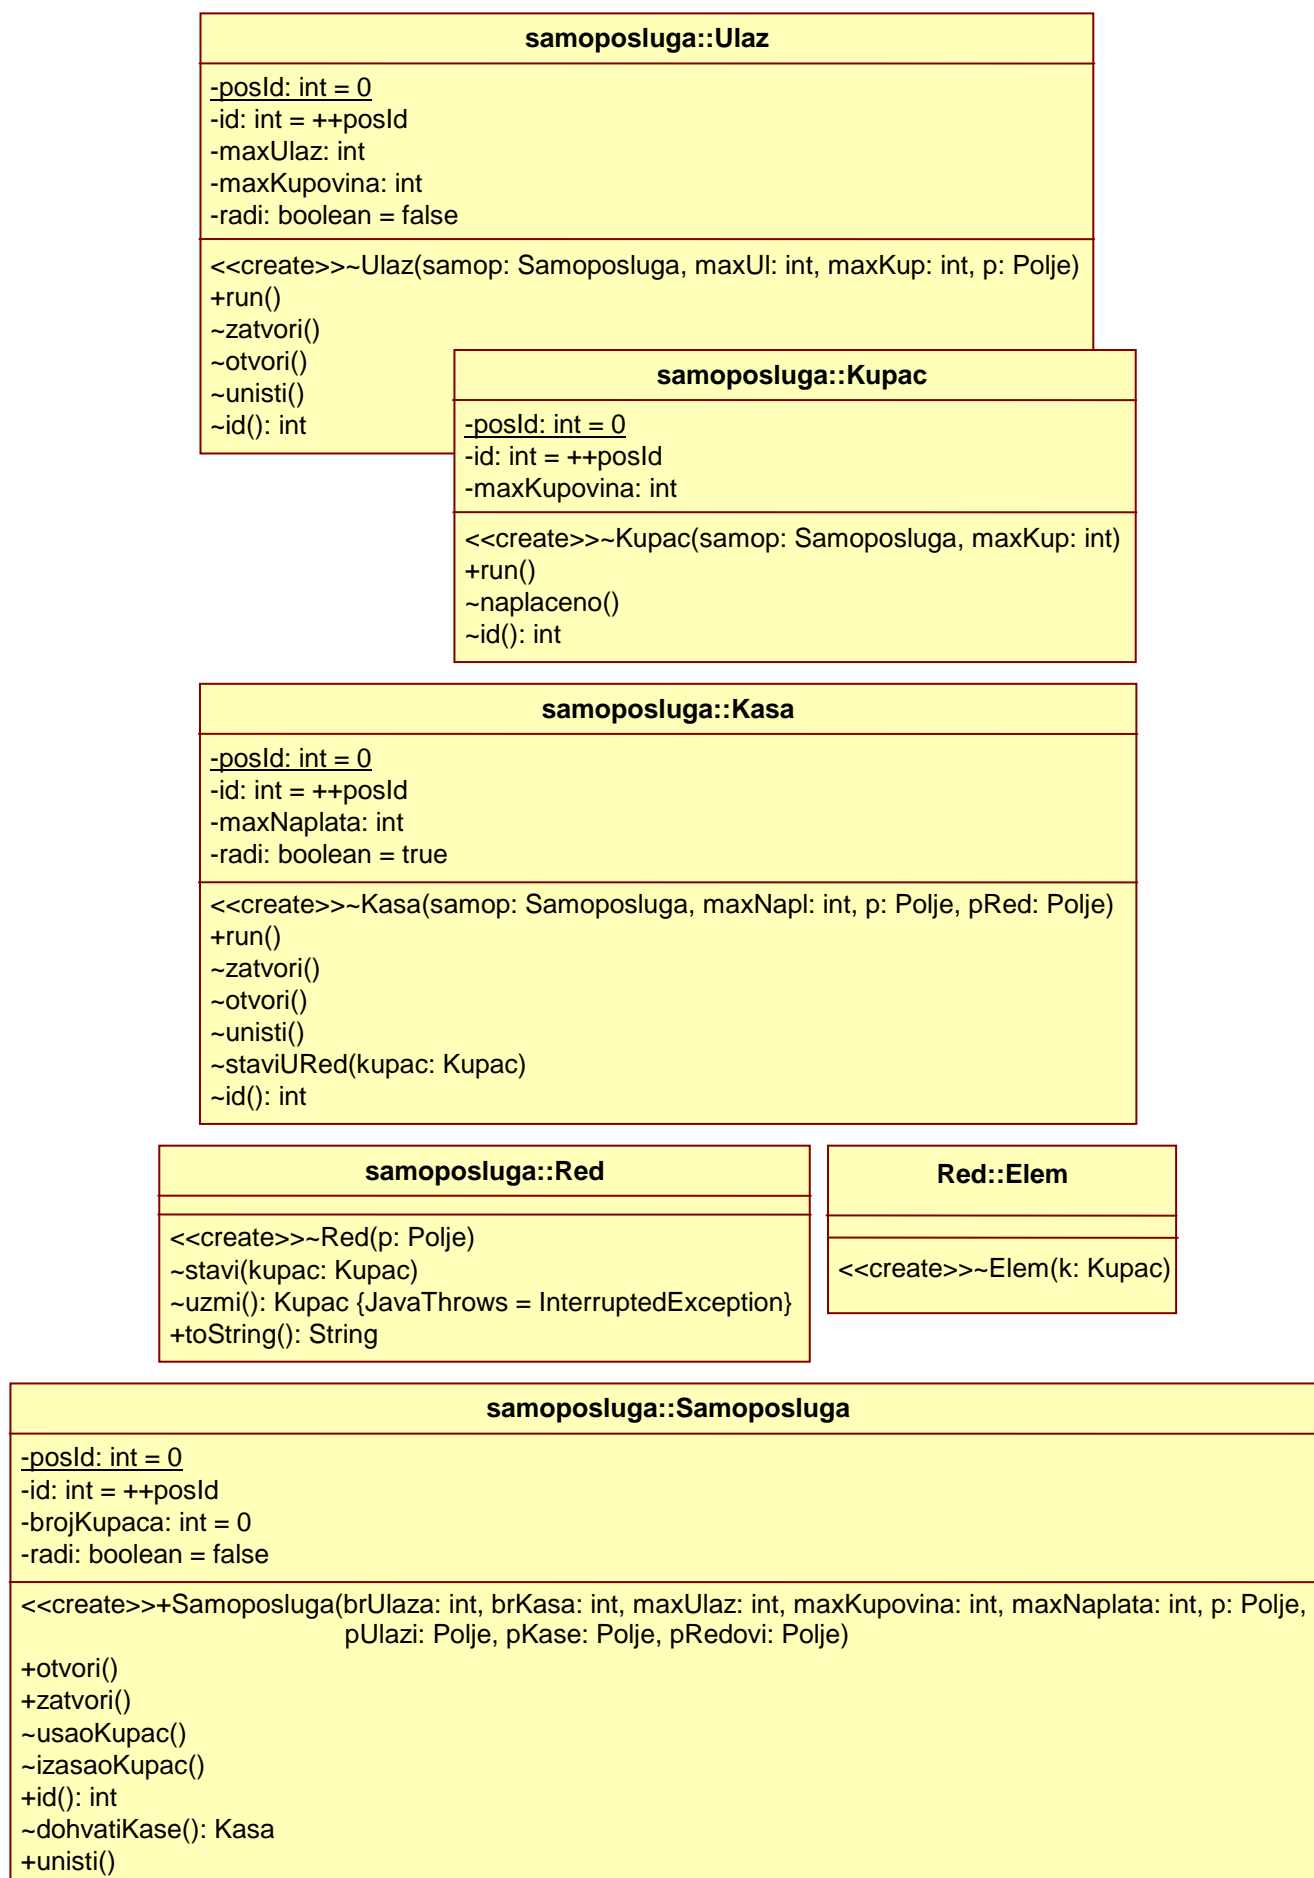 samoposluga::Ulaz
-posId: int = 0
-id: int = ++posId
-maxUlaz: int
-maxKupovina: int
-radi: boolean = false
<<create>>~Ulaz(samop: Samoposluga, maxUl: int, maxKup: int, p: Polje)
+run()
~zatvori()
~otvori()
~unisti()
~id(): int
samoposluga::Kupac
-posId: int = 0
-id: int = ++posId
-maxKupovina: int
<<create>>~Kupac(samop: Samoposluga, maxKup: int)
+run()
~naplaceno()
~id(): int
samoposluga::Kasa
-posId: int = 0
-id: int = ++posId
-maxNaplata: int
-radi: boolean = true
<<create>>~Kasa(samop: Samoposluga, maxNapl: int, p: Polje, pRed: Polje)
+run()
~zatvori()
~otvori()
~unisti()
~staviURed(kupac: Kupac)
~id(): int
samoposluga::Red
<<create>>~Red(p: Polje)
~stavi(kupac: Kupac)
~uzmi(): Kupac {JavaThrows = InterruptedException}
+toString(): String
Red::Elem
<<create>>~Elem(k: Kupac)
samoposluga::Samoposluga
-posId: int = 0
-id: int = ++posId
-brojKupaca: int = 0
-radi: boolean = false
<<create>>+Samoposluga(brUlaza: int, brKasa: int, maxUlaz: int, maxKupovina: int, maxNaplata: int, p: Polje,
pUlazi: Polje, pKase: Polje, pRedovi: Polje)
+otvori()
+zatvori()
~usaoKupac()
~izasaoKupac()
+id(): int
~dohvatiKase(): Kasa
+unisti()